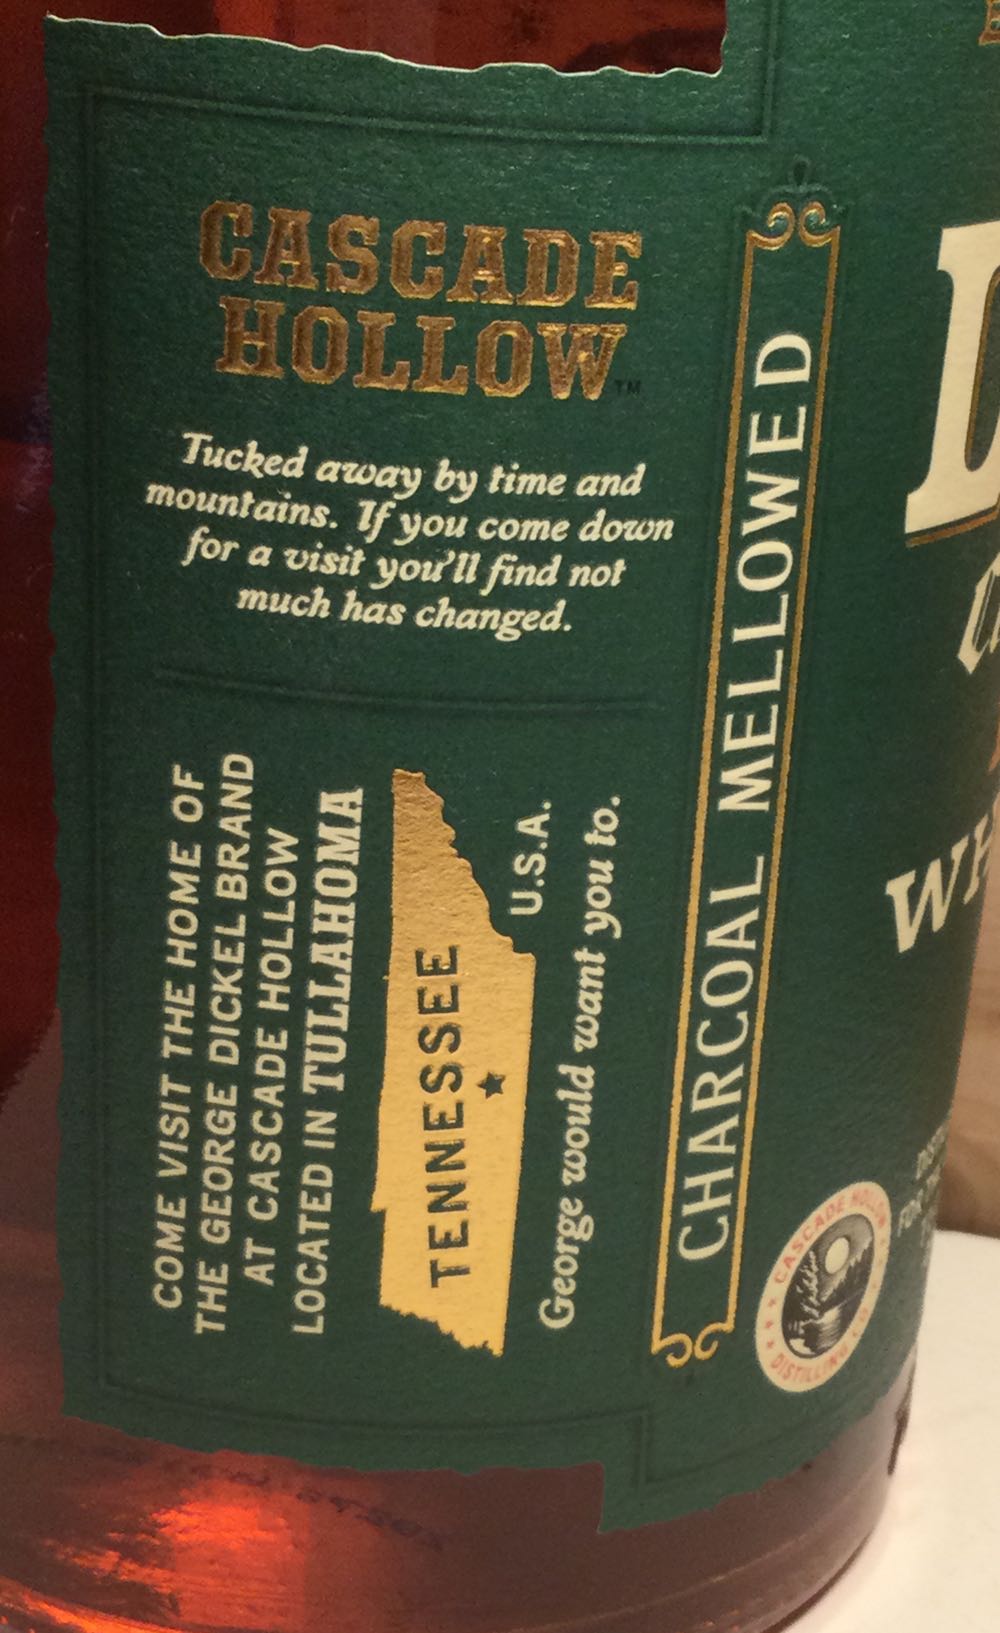 CASCADE
HOLLOW™
Tucked away by time and
mountains. If you come down
for a visit you'll find not
much has changed.
COME VISIT THE HOME OF
THE GEORGE DICKEL BRAND
AT CASCADE HOLLOW
LOCATED IN TULLAHOMA
TENNESSEE
U.S.A.
George would want you to.
CHARCOAL MELLOWED
CASCADE HOLLOW
DISTILLING CO.